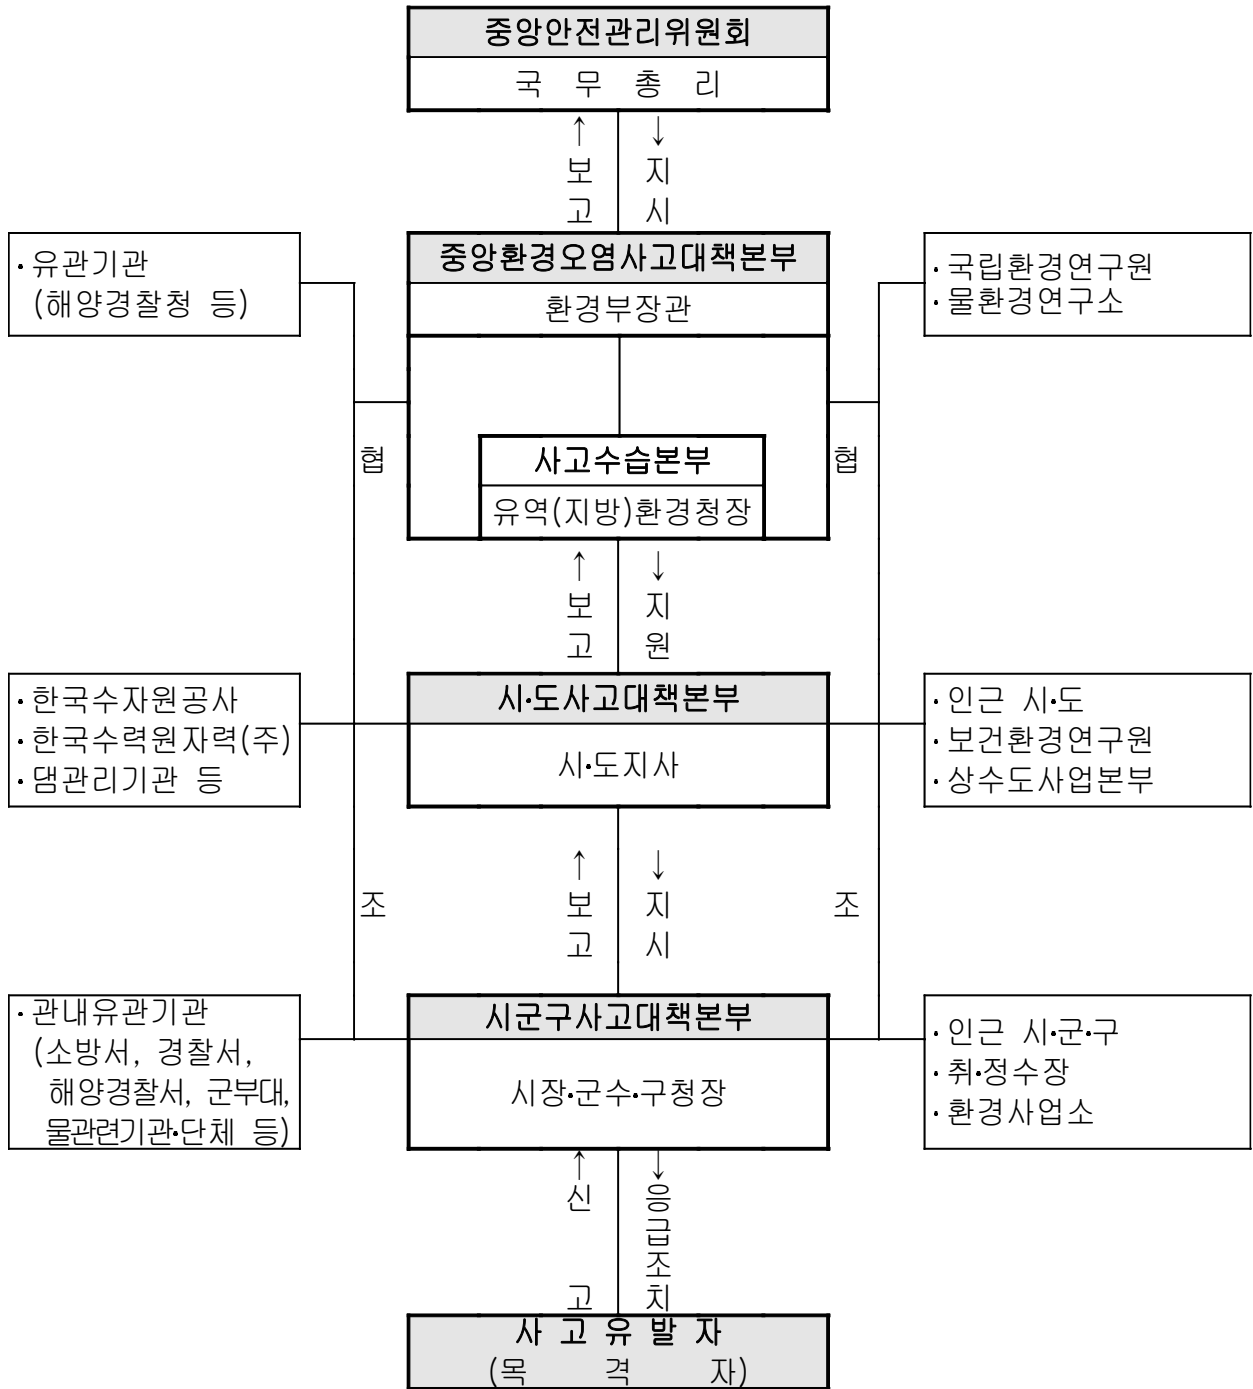 중앙안전관리위원회
국 무 총 리
↑ ↓
보 지
고 시
· 유관기관
(해양경찰청 등)
중앙환경오염사고대책본부
환경부장관
· 국립환경연구원
· 물환경연구소
협
사고수습본부
유역(지방)환경청장
협
↑ ↓
보 지
고 원
· 한국수자원공사
· 한국수력원자력(주)
· 댐관리기관 등
시·도사고대책본부
시·도지사
· 인근 시·도
· 보건환경연구원
· 상수도사업본부
조
↑ ↓
보 지
고 시
조
· 관내유관기관
(소방서, 경찰서,
해양경찰서, 군부대,
물관련기관·단체 등)
시군구사고대책본부
시장·군수·구청장
· 인근 시·군·구
· 취·정수장
· 환경사업소
↑ ↓
신 응
급
조
고 치
사 고 유 발 자
(목 격 자)